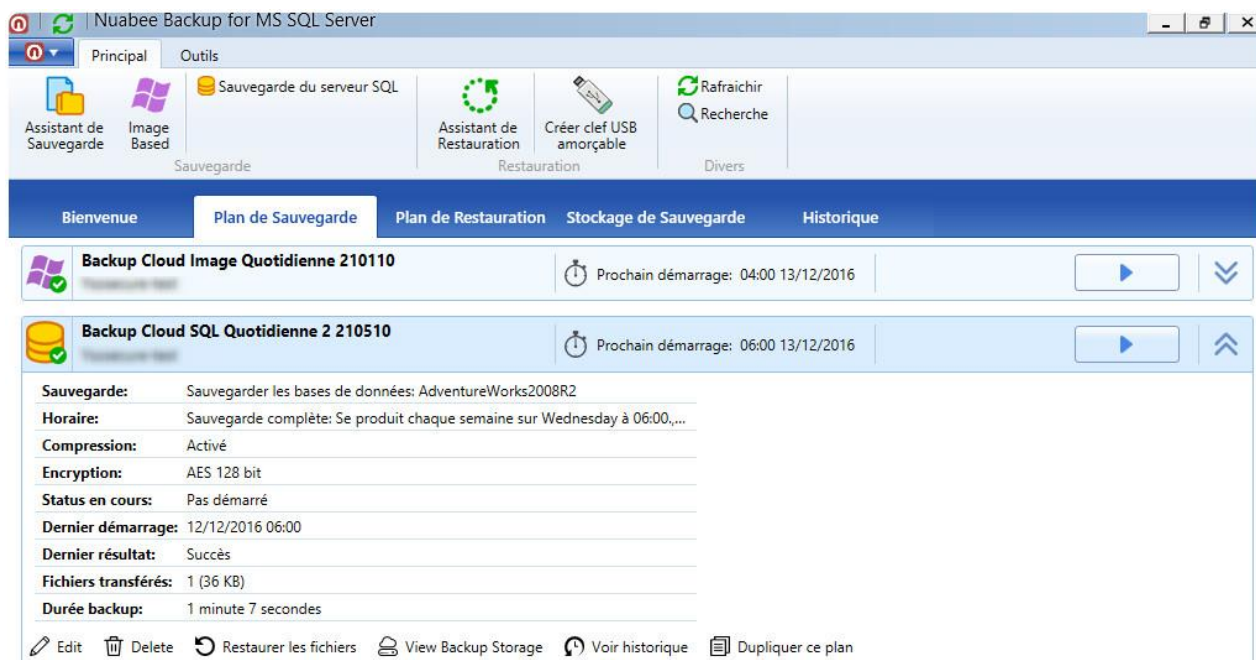 Nuabee Backup for MS SQL Server
Principal Outils
Sauvegarde du serveur SQL
Rafraichir
Recherche
Assistant de Sauvegarde
Image Based
Assistant de Restauration
Créer clef USB amorçable
Sauvegarde Restauration Divers
Bienvenue Plan de Sauvegarde Plan de Restauration Stockage de Sauvegarde Historique
Backup Cloud Image Quotidienne 210110
Prochain démarrage: 04:00 13/12/2016
Backup Cloud SQL Quotidienne 2 210510
Prochain démarrage: 06:00 13/12/2016
Sauvegarde: Sauvegarder les bases de données: AdventureWorks2008R2
Horaire: Sauvegarde complète: Se produit chaque semaine sur Wednesday à 06:00.,...
Compression: Activé
Encryption: AES 128 bit
Status en cours: Pas démarré
Dernier démarrage: 12/12/2016 06:00
Dernier résultat: Succès
Fichiers transférés: 1 (36 KB)
Durée backup: 1 minute 7 secondes
Edit Delete Restaurer les fichiers View Backup Storage Voir historique Dupliquer ce plan